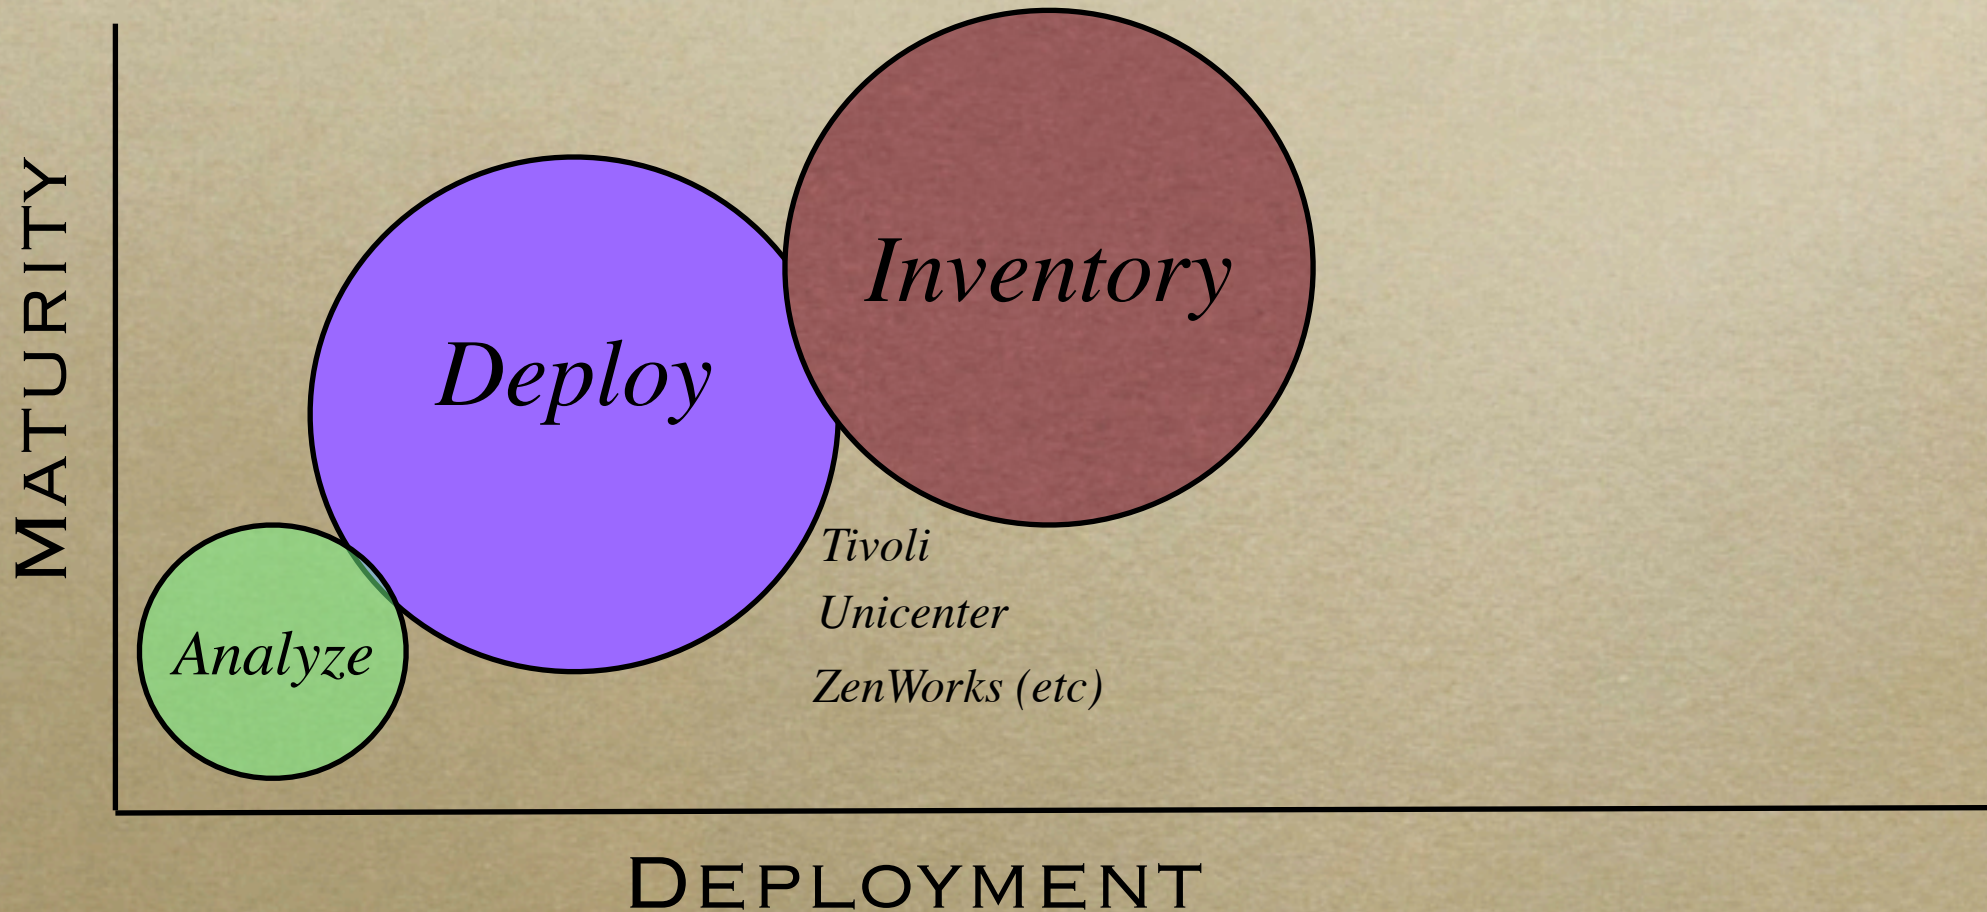 MATURITY
Inventory
Deploy
Analyze
Tivoli
Unicenter
ZenWorks (etc)
DEPLOYMENT